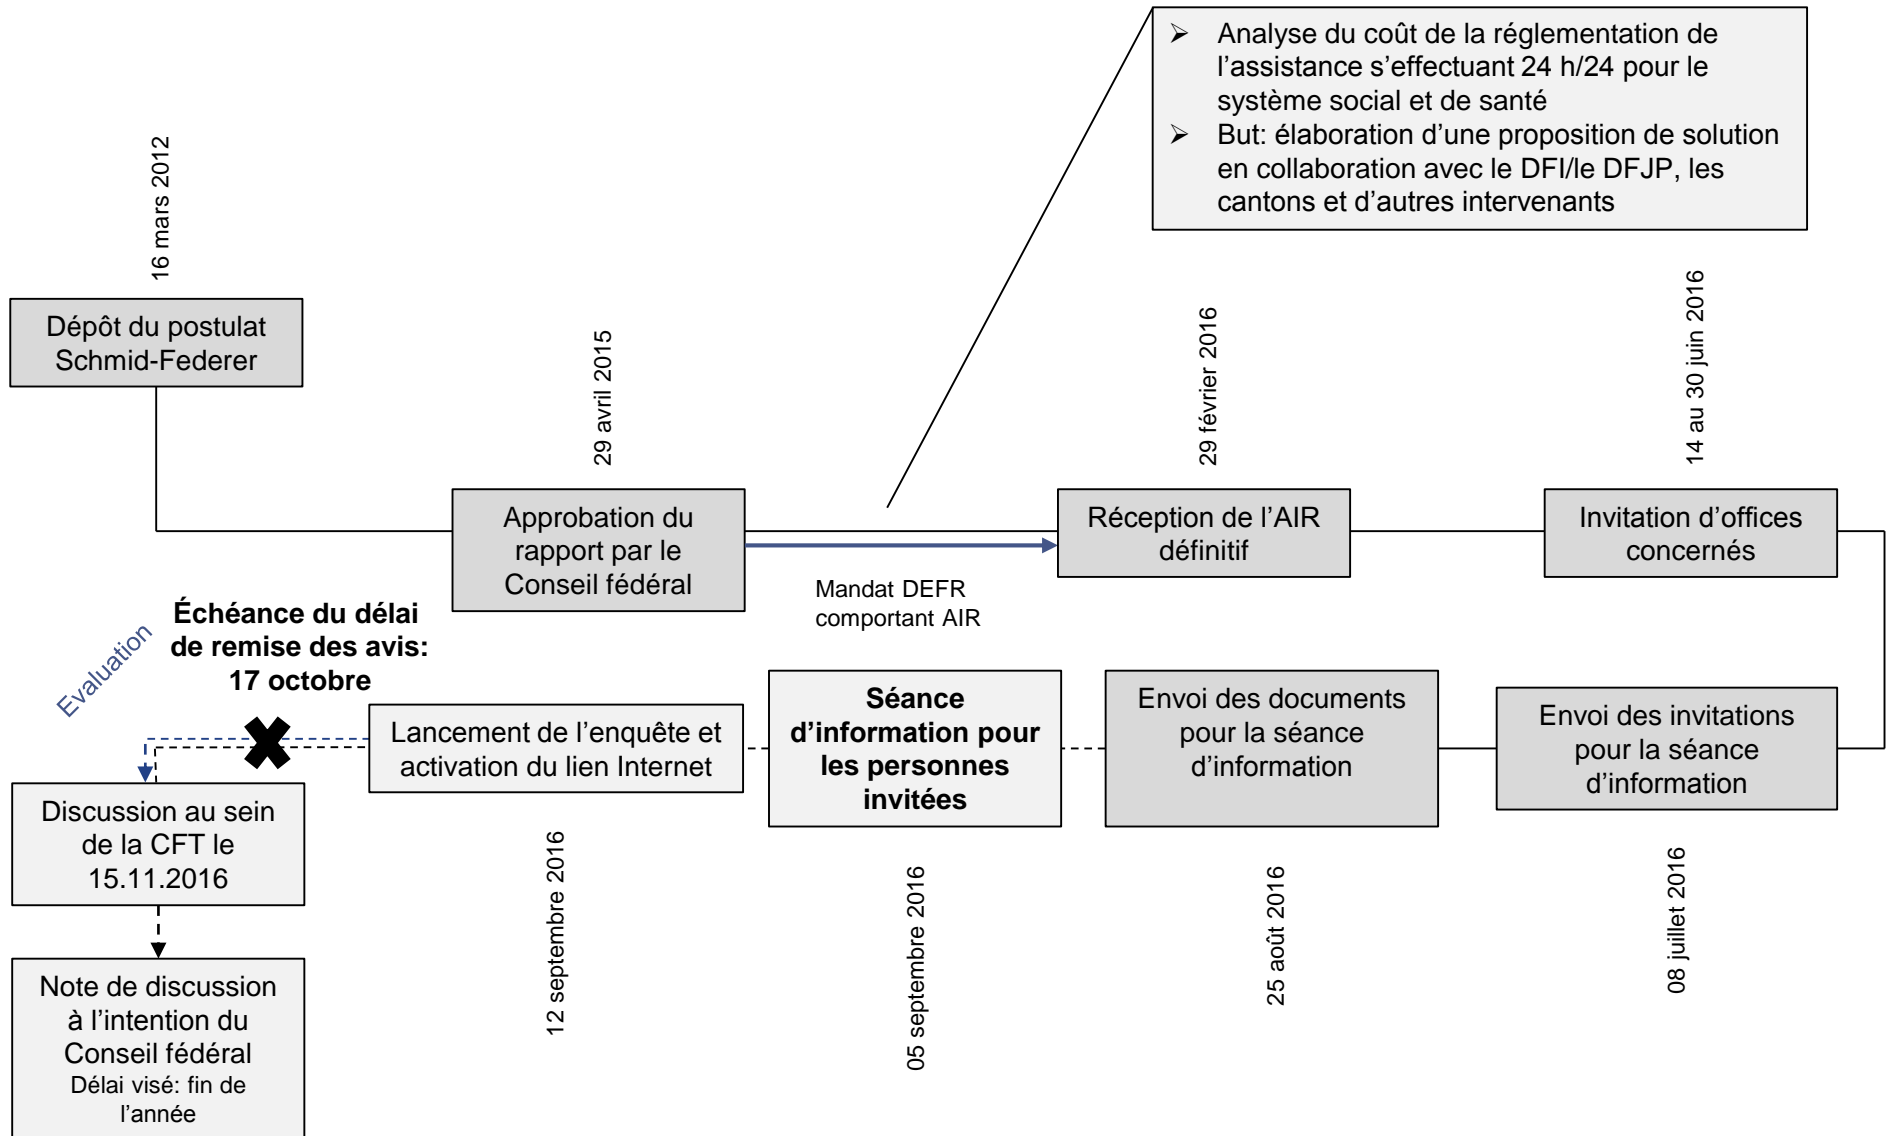 ➢ Analyse du coût de la réglementation de
l’assistance s’effectuant 24 h/24 pour le
système social et de santé
➢ But: élaboration d’une proposition de solution
en collaboration avec le DFI/le DFJP, les
cantons et d’autres intervenants
16 mars 2012
Dépôt du postulat
Schmid-Federer
29 avril 2015
Approbation du
rapport par le
Conseil fédéral
Mandat DEFR
comportant AIR
29 février 2016
Réception de l’AIR
définitif
14 au 30 juin 2016
Invitation d’offices
concernés
Envoi des invitations
pour la séance
d’information
08 juillet 2016
Envoi des documents
pour la séance
d’information
25 août 2016
Séance
d’information pour
les personnes
invitées
05 septembre 2016
Lancement de l’enquête et
activation du lien Internet
12 septembre 2016
Échéance du délai
de remise des avis:
17 octobre
Evaluation
Discussion au sein
de la CFT le
15.11.2016
Note de discussion
à l’intention du
Conseil fédéral
Délai visé: fin de
l’année